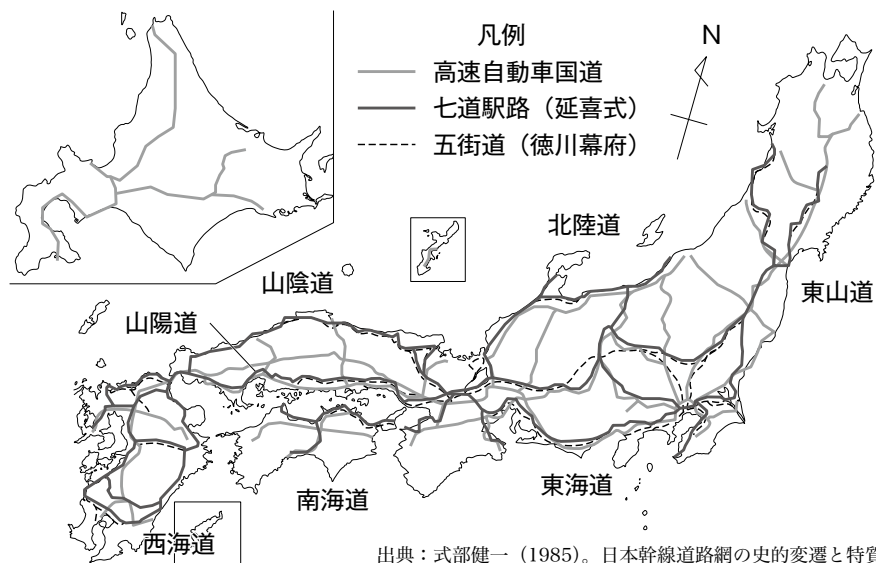 凡例
N
高速自動車国道
七道駅路（延喜式）
五街道（徳川幕府）
北陸道
山陰道
東山道
山陽道
南海道
東海道
西海道
出典：式部健一（1985）。日本幹線道路網の史的変遷と特質